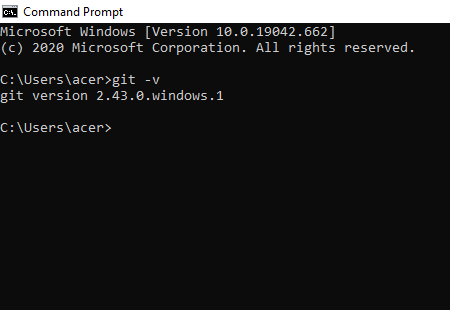 Command Prompt
Microsoft Windows [Version 10.0.19042.662]
(c) 2020 Microsoft Corporation. All rights reserved.
C:\Users\acer>git -v
git version 2.43.0.windows.1
C:\Users\acer>